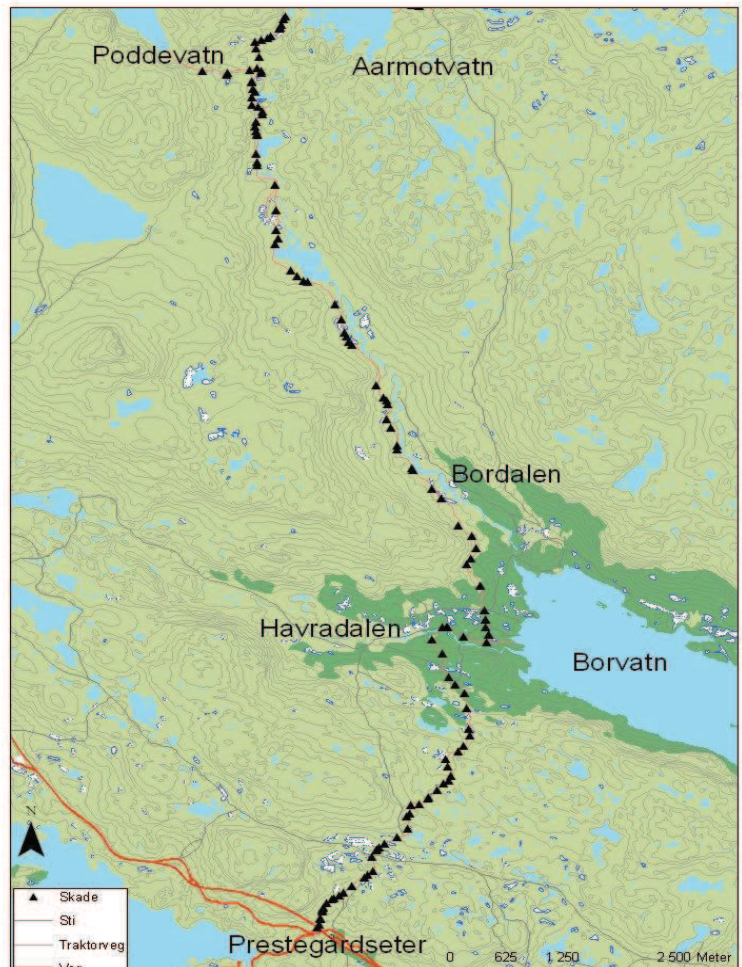 Poddevatn
Aarmotvatn
Bordalen
Havradalen
Borvatn
N
Skade
Sti
Traktorveg
Prestegardseter
0 625 1 250 2 500 Meter